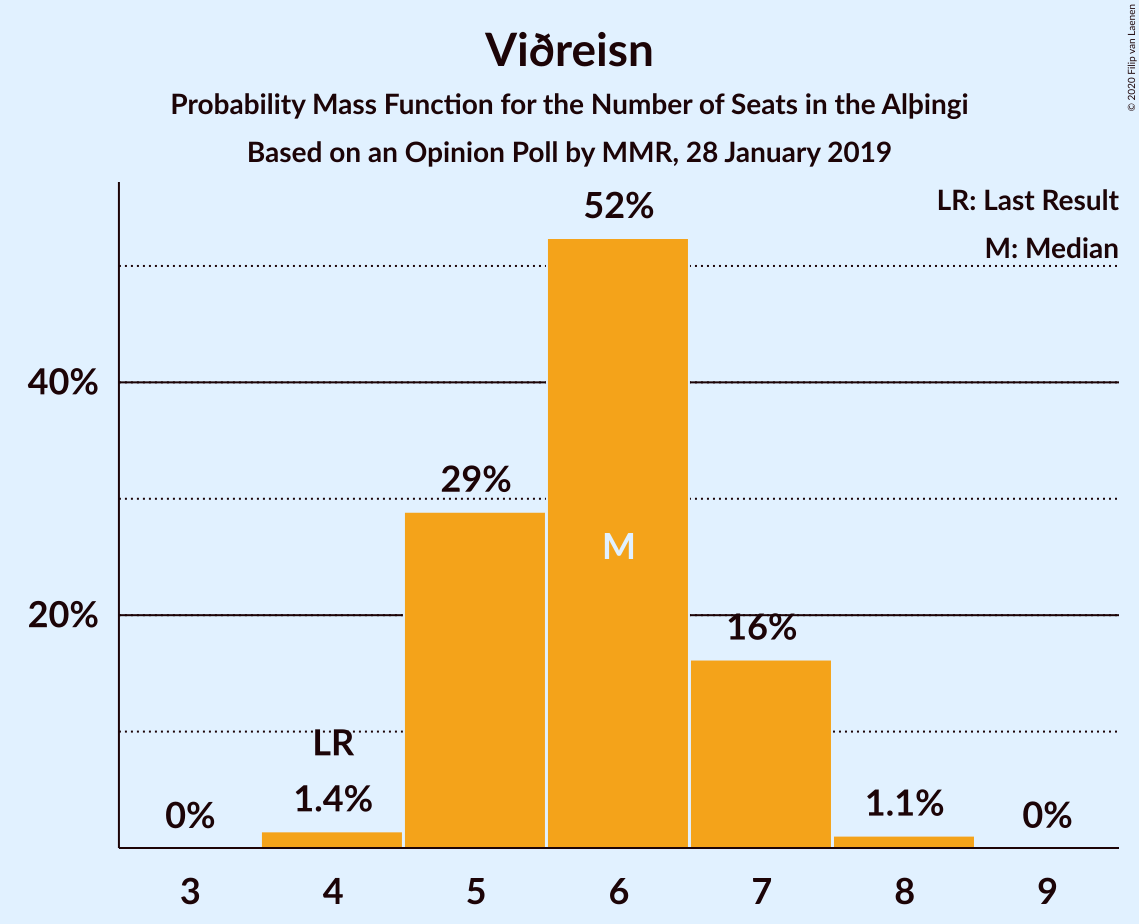 Viðreisn
Probability Mass Function for the Number of Seats in the Alþingi
Based on an Opinion Poll by MMR, 28 January 2019
© 2020 Filip van Laenen
LR: Last Result
M: Median
52%
40%
29%
M
20%
16%
LR
0%
1.4%
1.1%
0%
3
4
5
6
7
8
9